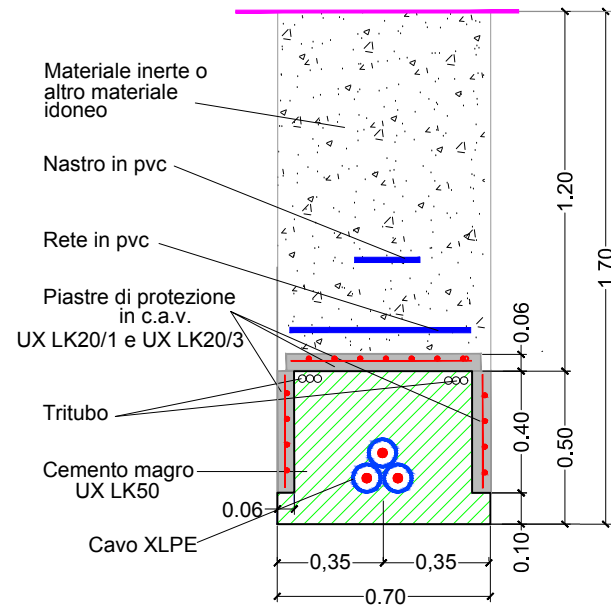 Materiale inerte o
altro materiale
idoneo
Nastro in pvc
Rete in pvc
Piastre di protezione
in c.a.v.
UX LK20/1 e UX LK20/3
Tritubo
Cemento magro
UX LK50
0.06
Cavo XLPE
0,35
0,35
0.70
1.20
1.70
0.06
0.40
0.50
0.10